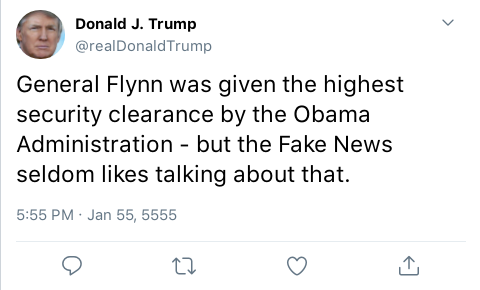 Donald J. Trump
@realDonaldTrump
General Flynn was given the highest
security clearance by the Obama
Administration - but the Fake News
seldom likes talking about that.
5:55 PM · Jan 55, 5555